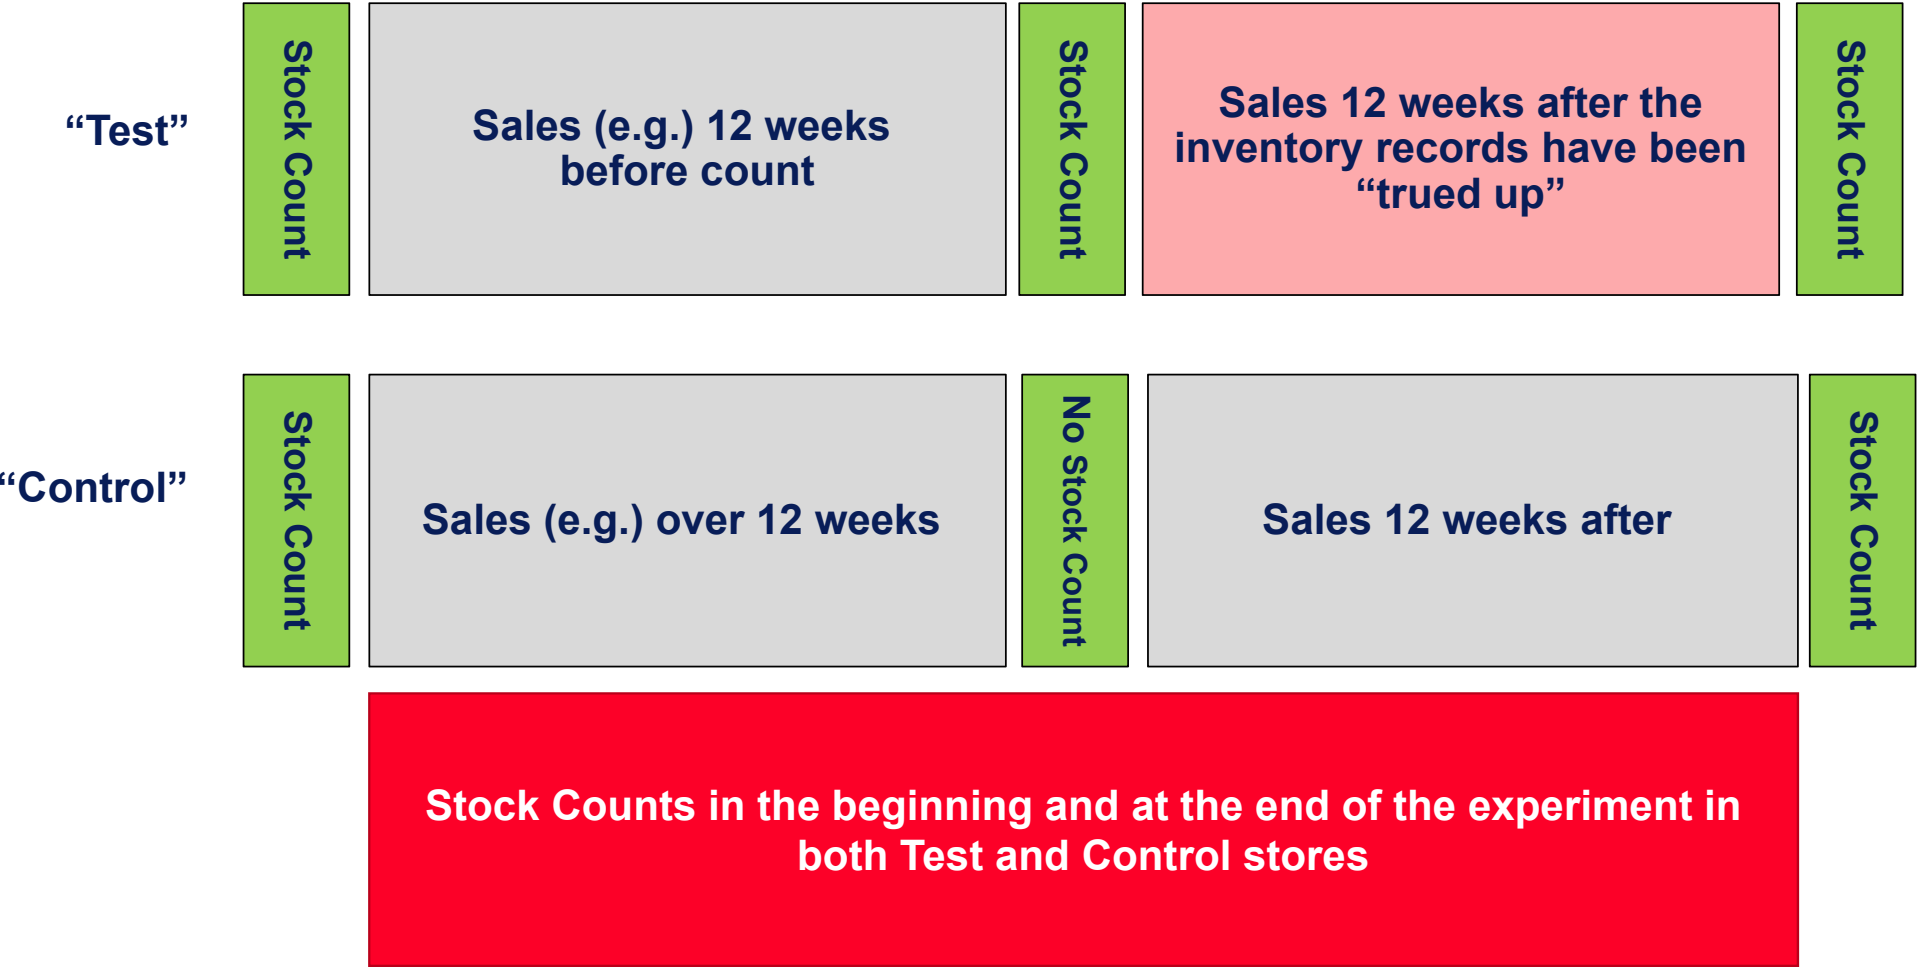 “Test”
Stock Count
Sales (e.g.) 12 weeks
before count
Stock Count
Sales 12 weeks after the
inventory records have been
“trued up”
Stock Count
“Control”
Stock Count
Sales (e.g.) over 12 weeks
No Stock Count
Sales 12 weeks after
Stock Count
Stock Counts in the beginning and at the end of the experiment in
both Test and Control stores